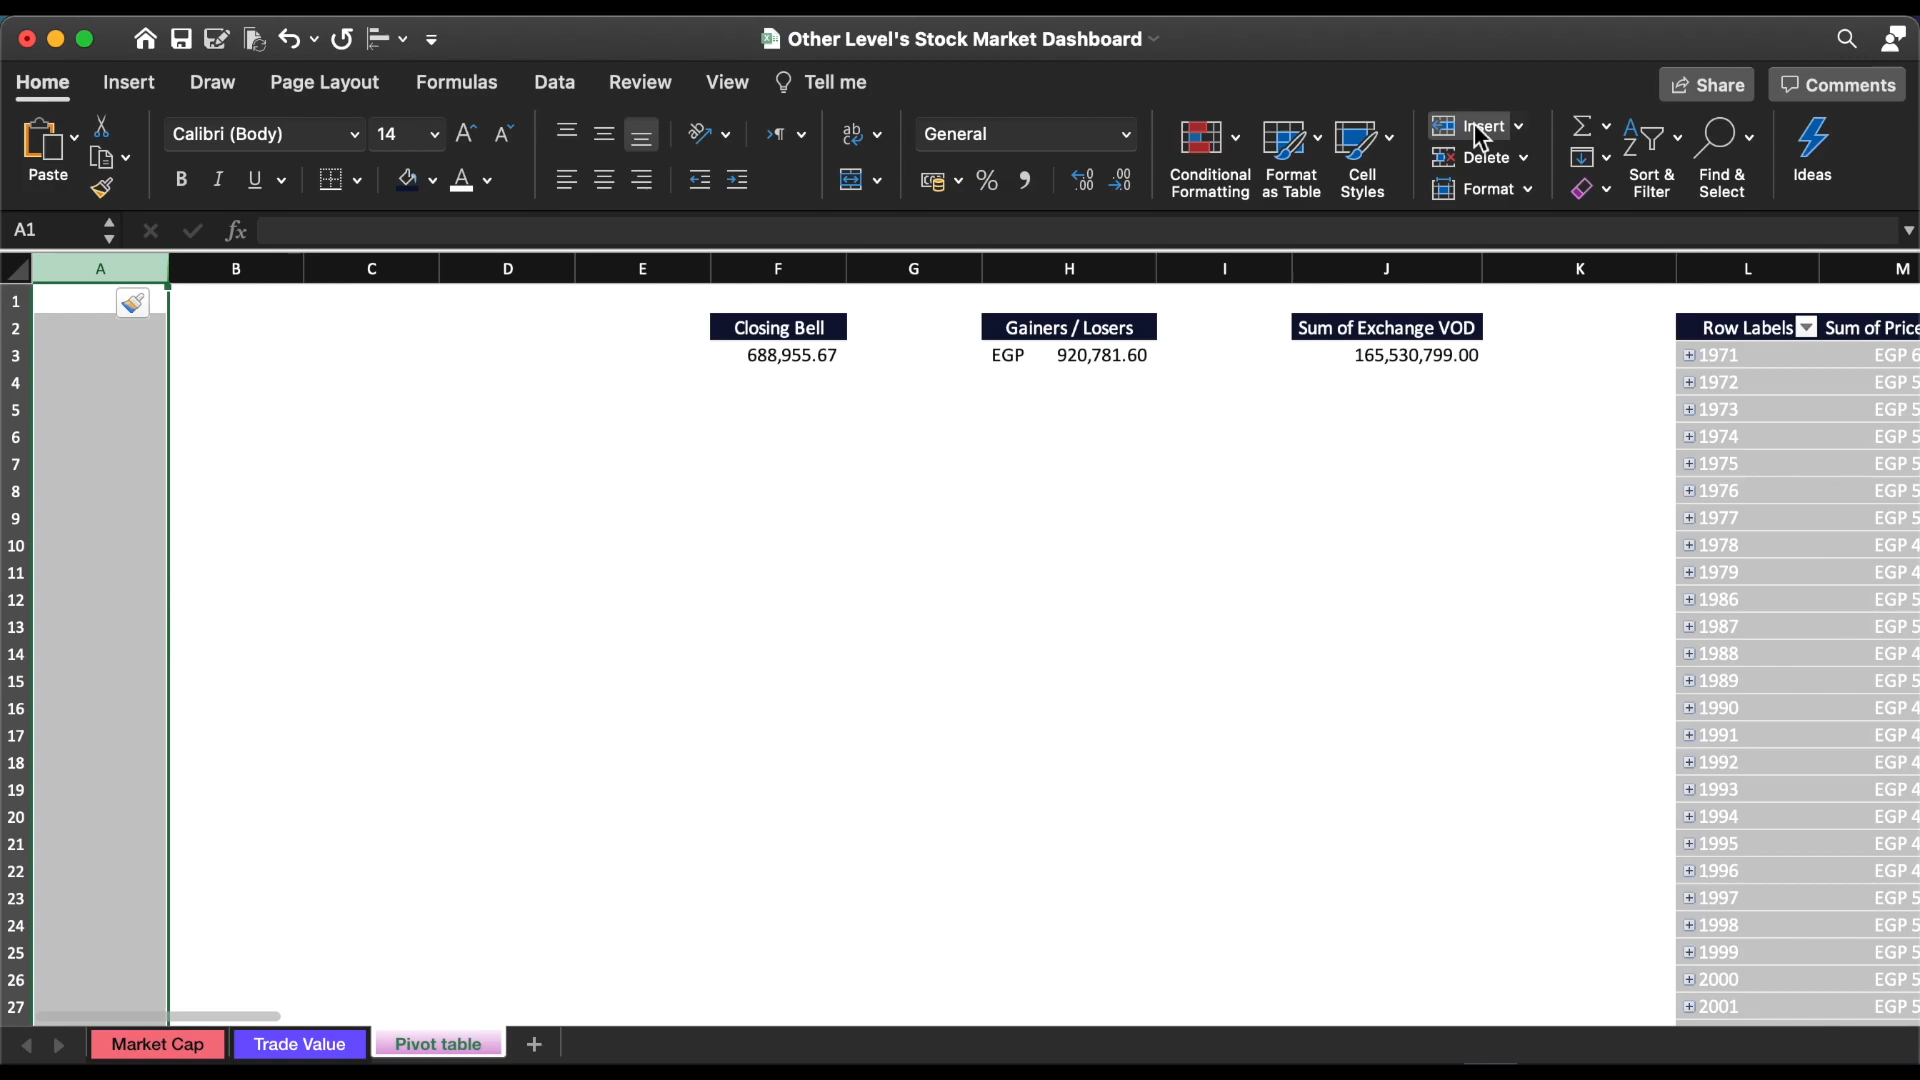 Other Level's Stock Market Dashboard
Home Insert Draw Page Layout Formulas Data Review View Tell me Share Comments
Paste Calibri (Body) 14 General Conditional Formatting Format as Table Cell Styles Insert Delete Format Sort & Filter Find & Select Ideas
A1 fx
A B C D E F G H I J K L M
1
2 Closing Bell Gainers / Losers Sum of Exchange VOD Row Labels Sum of Price
3 688,955.67 EGP 920,781.60 165,530,799.00 1971 EGP 6
4 1972 EGP 5
5 1973 EGP 5
6 1974 EGP 5
7 1975 EGP 5
8 1976 EGP 5
9 1977 EGP 5
10 1978 EGP 4
11 1979 EGP 4
12 1986 EGP 5
13 1987 EGP 5
14 1988 EGP 4
15 1989 EGP 5
16 1990 EGP 4
17 1991 EGP 4
18 1992 EGP 4
19 1993 EGP 4
20 1994 EGP 4
21 1995 EGP 4
22 1996 EGP 4
23 1997 EGP 5
24 1998 EGP 5
25 1999 EGP 5
26 2000 EGP 5
27 2001 EGP 5
Market Cap Trade Value Pivot table +